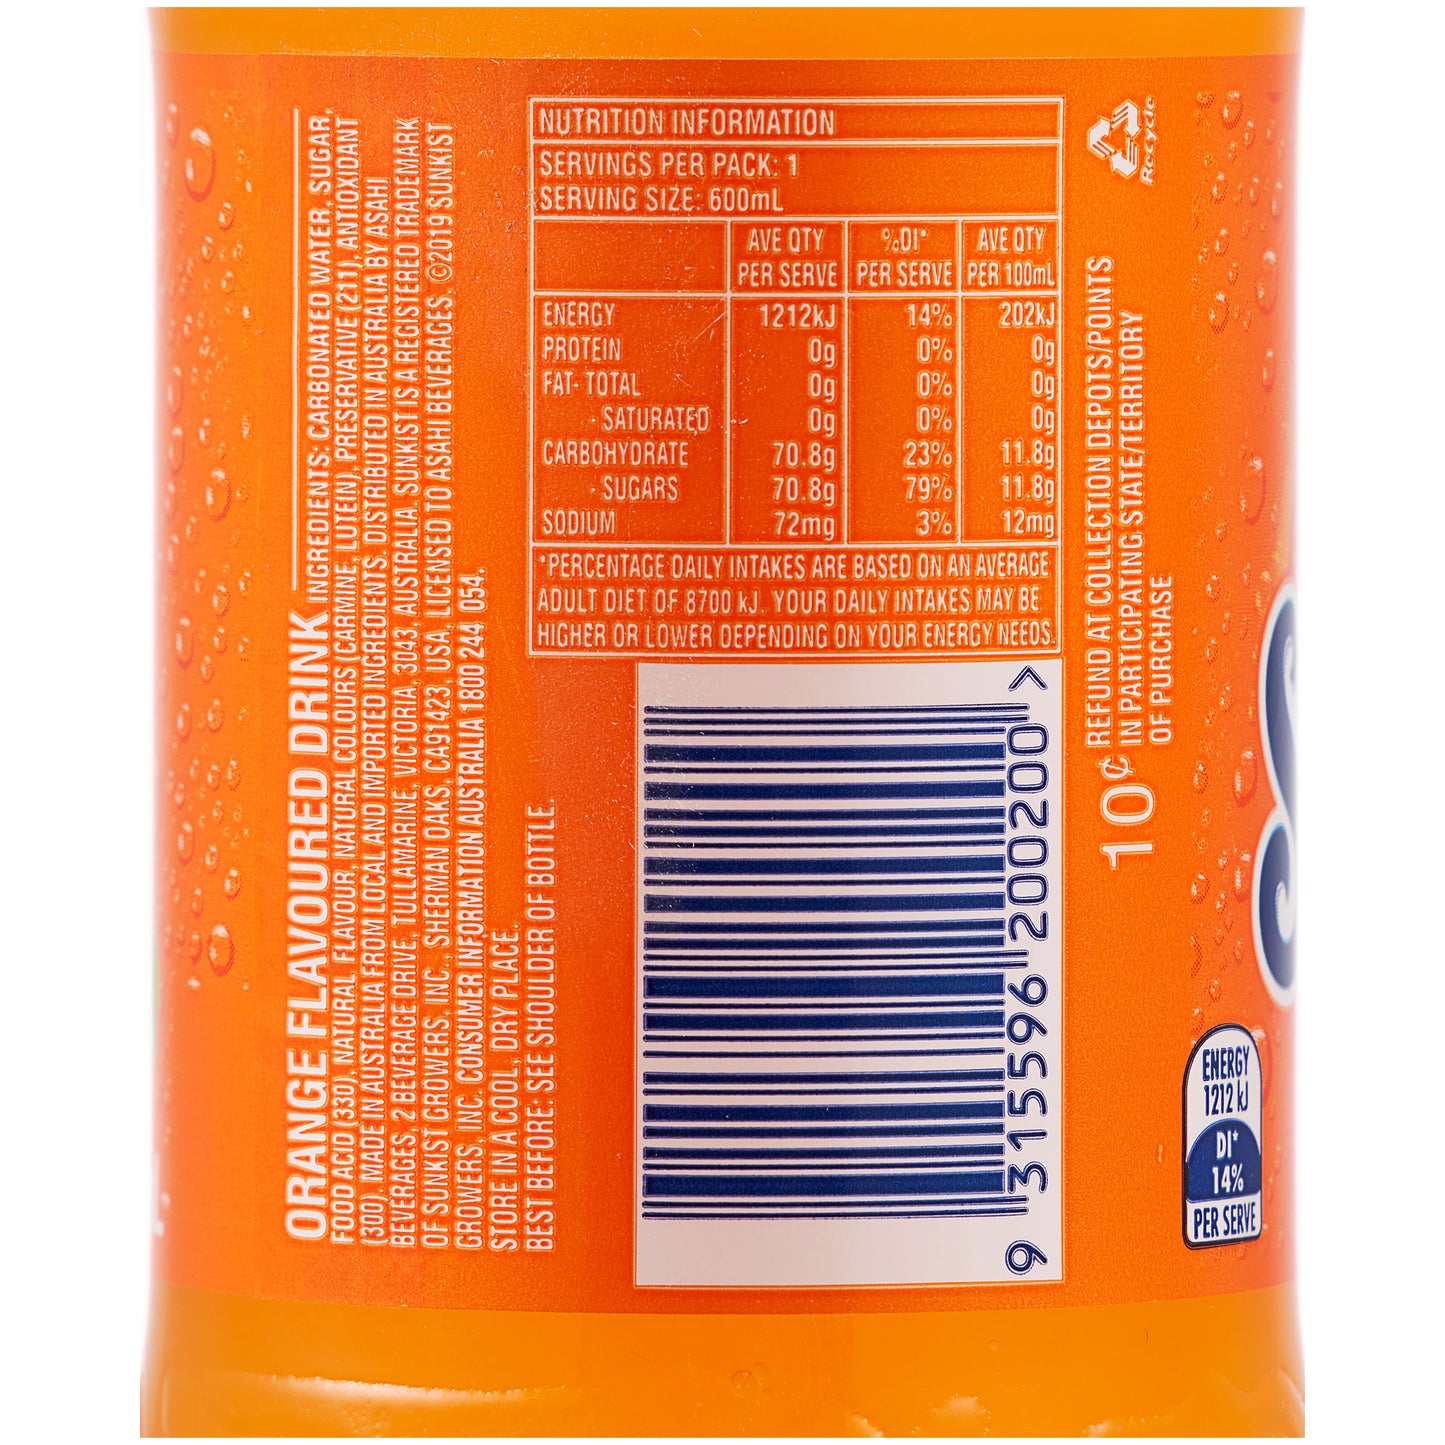 ORANGE FLAVOURED DRINK INGREDIENTS: CARBONATED WATER, SUGAR,
FOOD ACID (330), NATURAL FLAVOUR, NATURAL COLOURS (CARMINE, LUTEIN), PRESERVATIVE (211), ANTIOXIDANT
(300). MADE IN AUSTRALIA FROM LOCAL AND IMPORTED INGREDIENTS. DISTRIBUTED IN AUSTRALIA BY ASAHI
BEVERAGES, 2 BEVERAGE DRIVE, TULLAMARINE, VICTORIA, 3043, AUSTRALIA. SUNKIST IS A REGISTERED TRADEMARK
OF SUNKIST GROWERS, INC., SHERMAN OAKS, CA91423, USA, LICENSED TO ASAHI BEVERAGES. ©2019 SUNKIST
GROWERS, INC. CONSUMER INFORMATION AUSTRALIA 1800 244 054.
STORE IN A COOL, DRY PLACE.
BEST BEFORE: SEE SHOULDER OF BOTTLE.
NUTRITION INFORMATION
SERVINGS PER PACK: 1
SERVING SIZE: 600mL
AVE QTY %DI* AVE QTY
PER SERVE PER SERVE PER 100mL
ENERGY 1212kJ 14% 202kJ
PROTEIN 0g 0% 0g
FAT- TOTAL 0g 0% 0g
- SATURATED 0g 0% 0g
CARBOHYDRATE 70.8g 23% 11.8g
- SUGARS 70.8g 79% 11.8g
SODIUM 72mg 3% 12mg
*PERCENTAGE DAILY INTAKES ARE BASED ON AN AVERAGE
ADULT DIET OF 8700 kJ. YOUR DAILY INTAKES MAY BE
HIGHER OR LOWER DEPENDING ON YOUR ENERGY NEEDS.
9 315596 200200 >
Recycle
10¢ REFUND AT COLLECTION DEPOTS/POINTS
IN PARTICIPATING STATE/TERRITORY
OF PURCHASE
ENERGY
1212 kJ
DI*
14%
PER SERVE